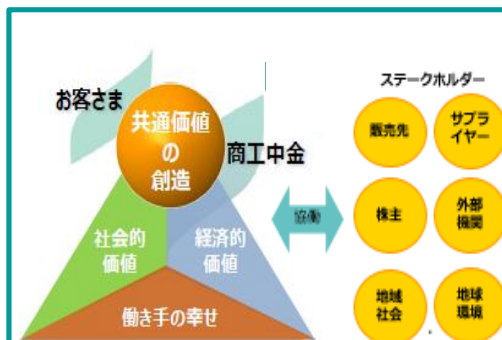 お客さま
共通価値
の
創造
商工中金
社会的
価値
経済的
価値
働き手の幸せ
協働
ステークホルダー
販売先
サプラ
イヤー
株主
外部
機関
地域
社会
地球
環境